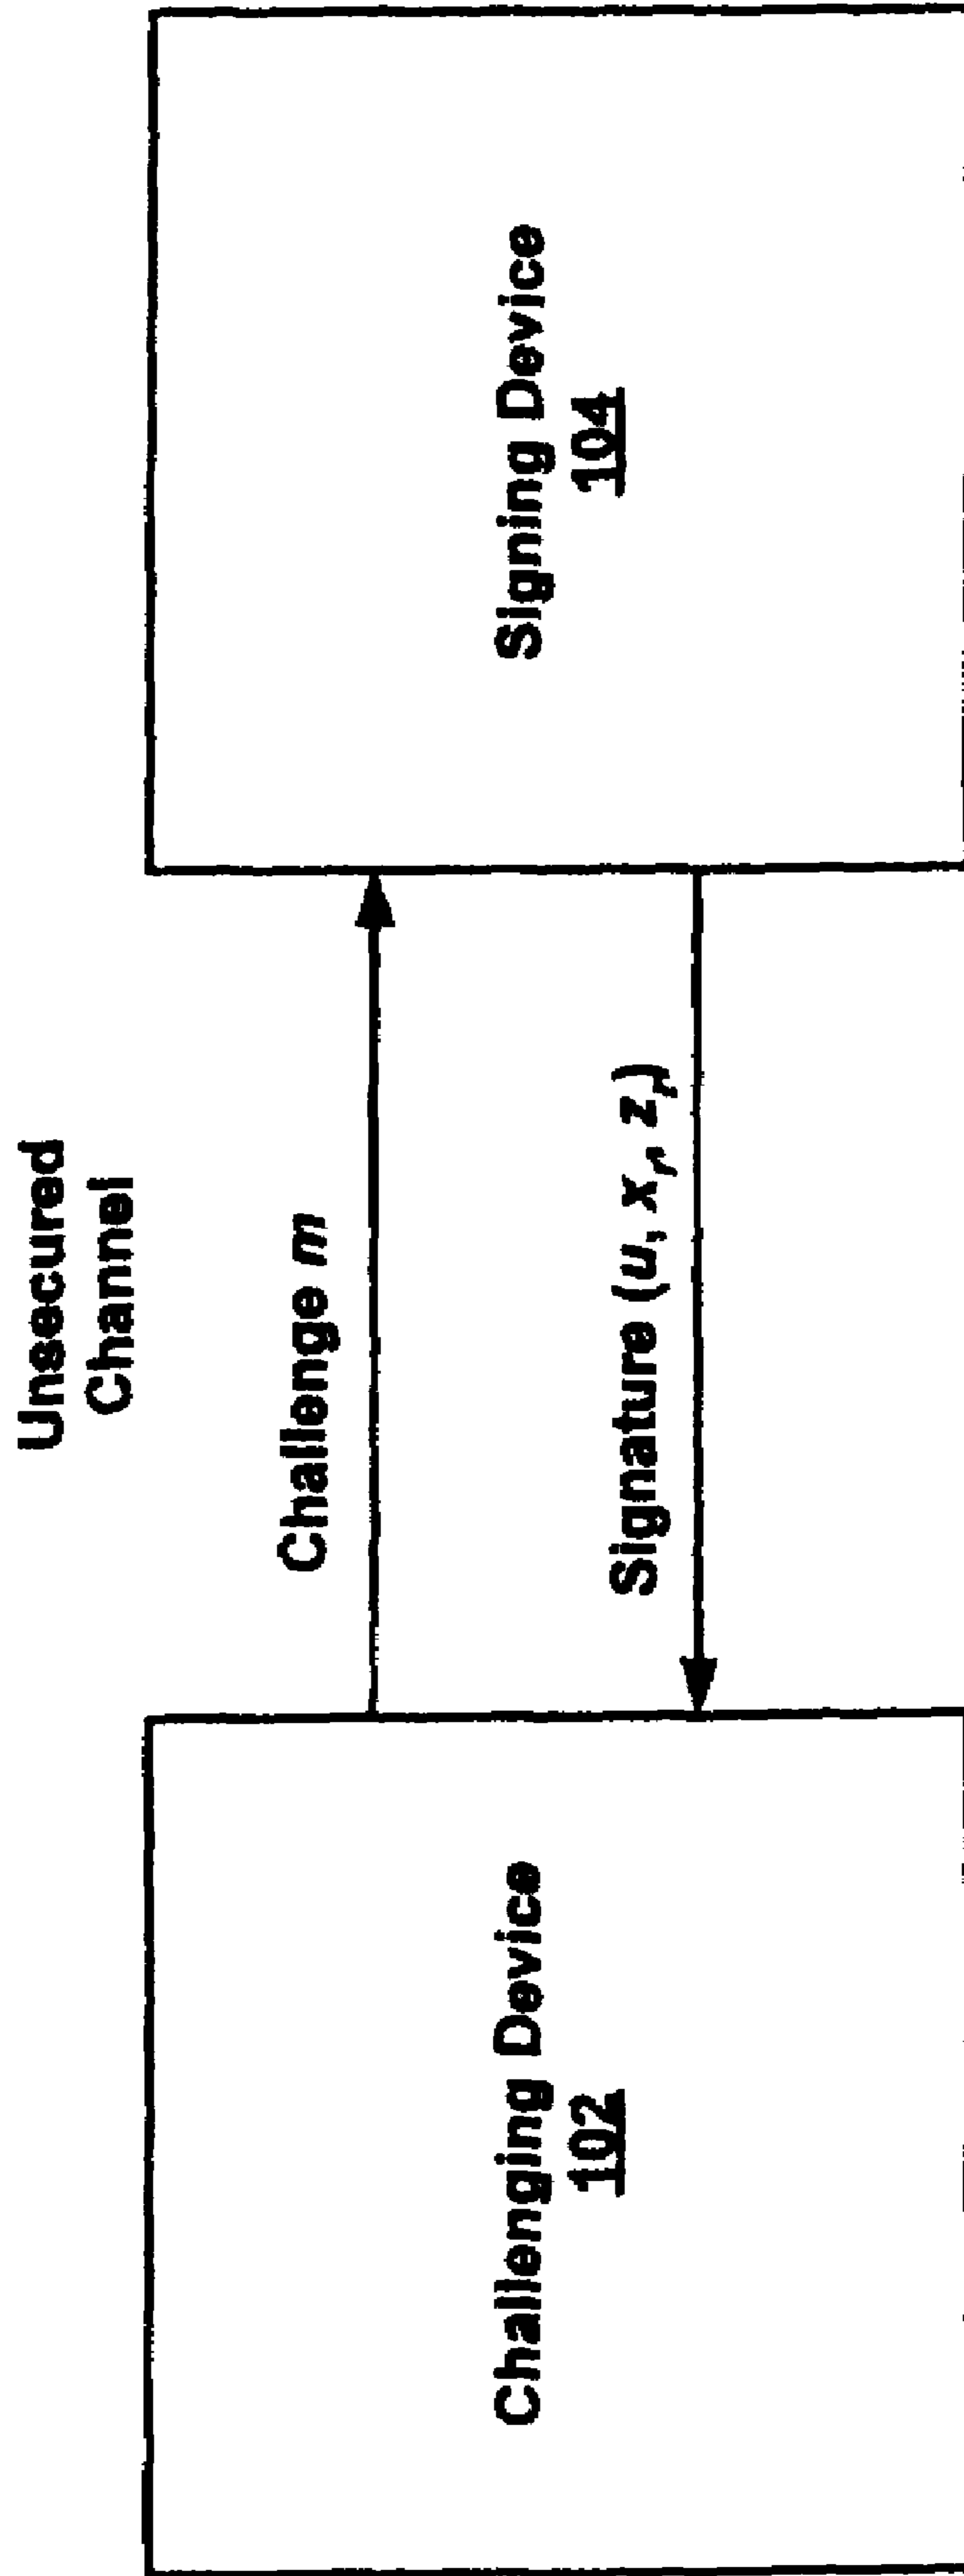 Unsecured
Channel
Challenge m
Signature (u, x_r, z_r)
Challenging Device
102
Signing Device
104